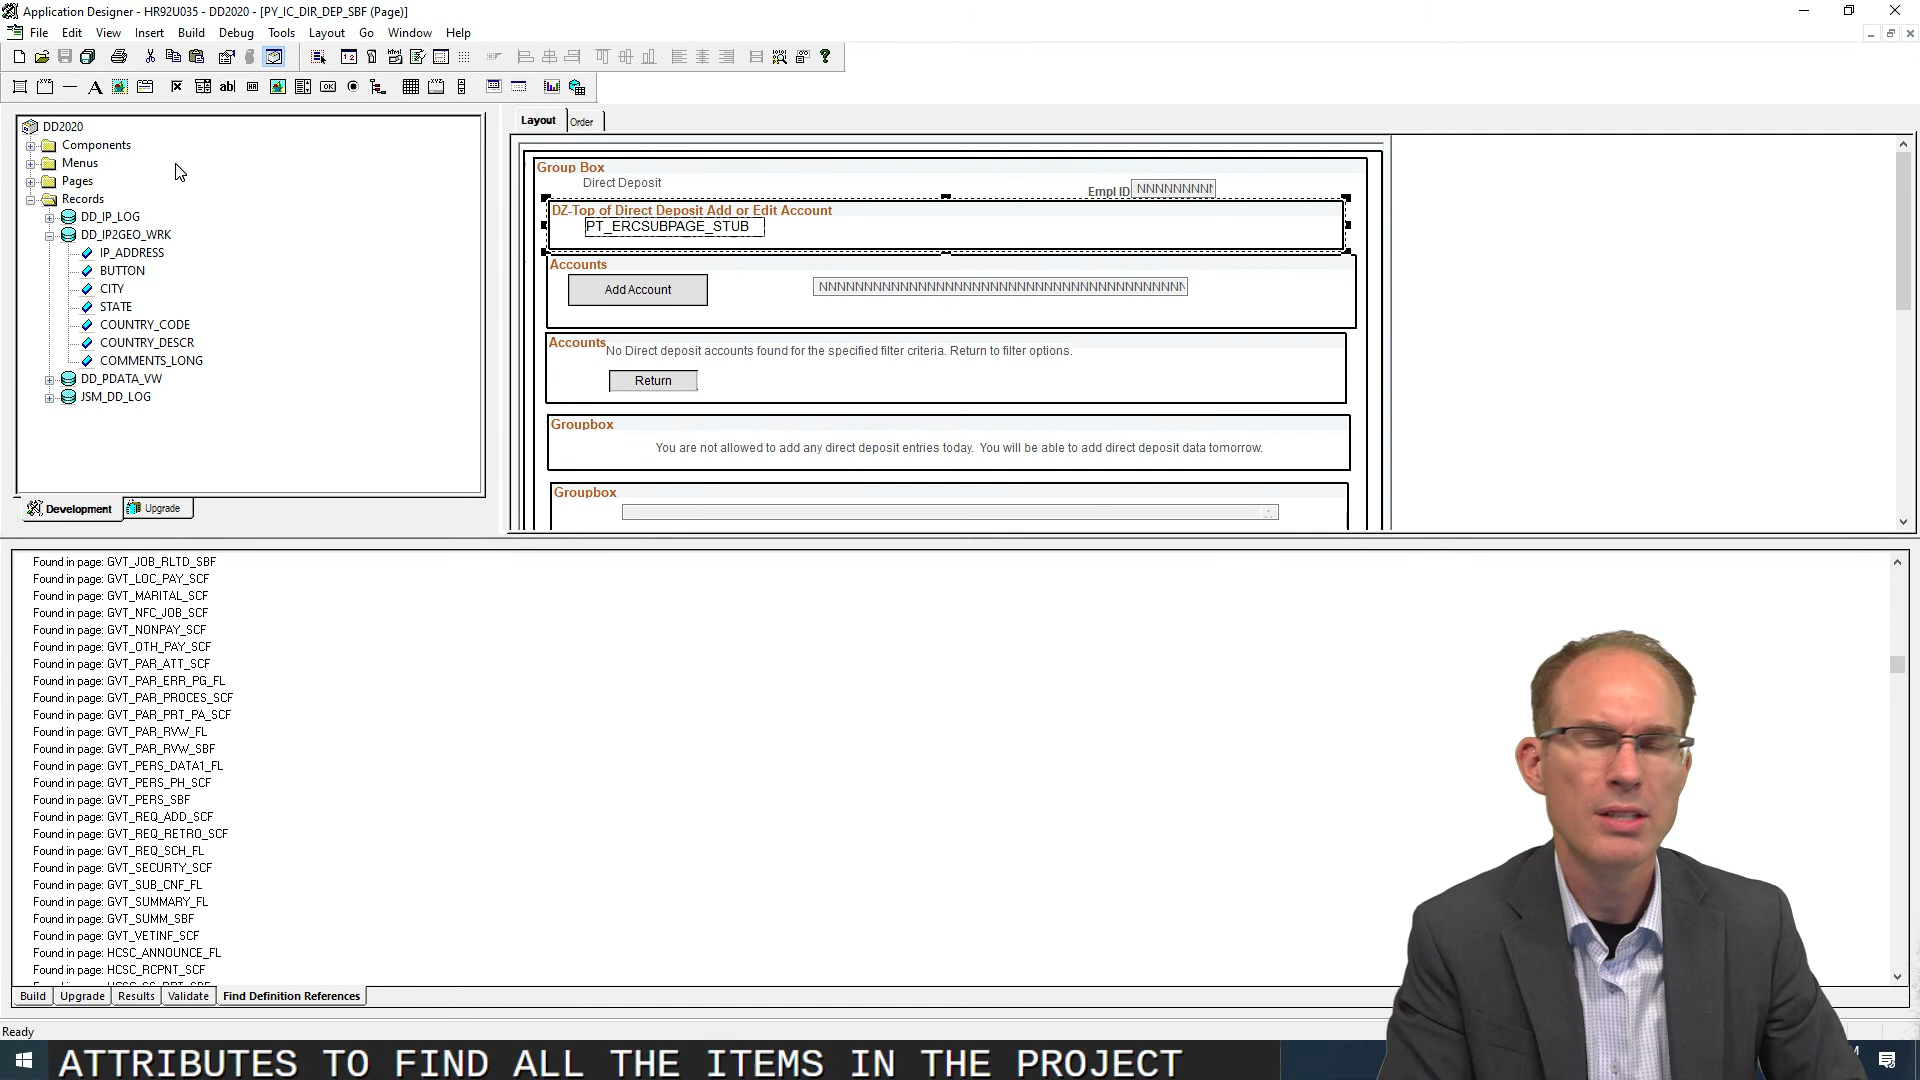 Application Designer - HR92U035 - DD2020 - [PY_IC_DIR_DEP_SBF (Page)]
File Edit View Insert Build Debug Tools Layout Go Window Help
DD2020
Components
Menus
Pages
Records
DD_IP_LOG
DD_IP2GEO_WRK
IP_ADDRESS
BUTTON
CITY
STATE
COUNTRY_CODE
COUNTRY_DESCR
COMMENTS_LONG
DD_PDATA_VW
JSM_DD_LOG
Development Upgrade
Layout Order
Group Box
Direct Deposit
Empl ID NNNNNNNNNN
DZ-Top of Direct Deposit Add or Edit Account
PT_ERCSUBPAGE_STUB
Accounts
Add Account
Accounts
No Direct deposit accounts found for the specified filter criteria. Return to filter options.
Return
Groupbox
You are not allowed to add any direct deposit entries today. You will be able to add direct deposit data tomorrow.
Groupbox
Found in page: GVT_JOB_RLTD_SBF
Found in page: GVT_LOC_PAY_SCF
Found in page: GVT_MARITAL_SCF
Found in page: GVT_NFC_JOB_SCF
Found in page: GVT_NONPAY_SCF
Found in page: GVT_OTH_PAY_SCF
Found in page: GVT_PAR_ATT_SCF
Found in page: GVT_PAR_ERR_PG_FL
Found in page: GVT_PAR_PROCES_SCF
Found in page: GVT_PAR_PRT_PA_SCF
Found in page: GVT_PAR_RVW_FL
Found in page: GVT_PAR_RVW_SBF
Found in page: GVT_PERS_DATA1_FL
Found in page: GVT_PERS_PH_SCF
Found in page: GVT_PERS_SBF
Found in page: GVT_REQ_ADD_SCF
Found in page: GVT_REQ_RETRO_SCF
Found in page: GVT_REQ_SCH_FL
Found in page: GVT_SECURTY_SCF
Found in page: GVT_SUB_CNF_FL
Found in page: GVT_SUMMARY_FL
Found in page: GVT_SUMM_SBF
Found in page: GVT_VETINF_SCF
Found in page: HCSC_ANNOUNCE_FL
Found in page: HCSC_RCPNT_SCF
Build Upgrade Results Validate Find Definition References
Ready
ATTRIBUTES TO FIND ALL THE ITEMS IN THE PROJECT